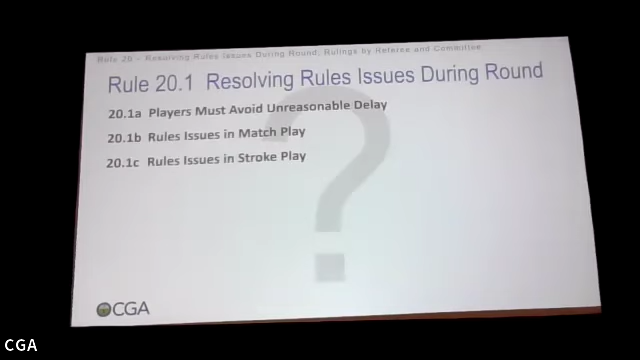 Rule 20 – Resolving Rules Issues During Round; Rulings by Referee and Committee
Rule 20.1 Resolving Rules Issues During Round
20.1a Players Must Avoid Unreasonable Delay
20.1b Rules Issues in Match Play
20.1c Rules Issues in Stroke Play
?
CGA
CGA